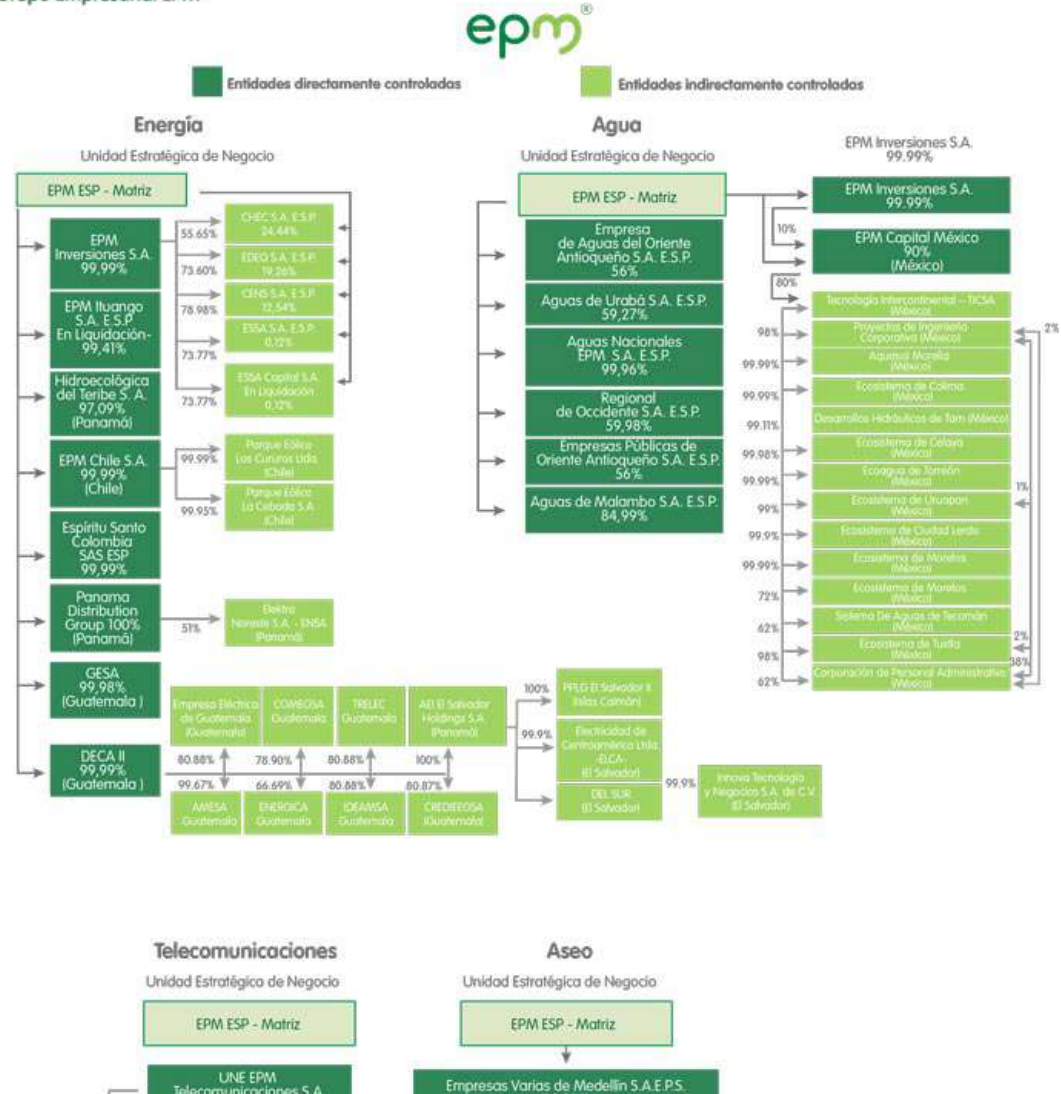 epm®
Entidades directamente controladas
Entidades indirectamente controladas
Energía
Unidad Estratégica de Negocio
EPM ESP - Matriz
EPM
Inversiones S.A.
99,99%
EPM Ituango
S.A. E.S.P
En Liquidación-
99,41%
Hidroecológica
del Teribe S. A.
97,09%
(Panamá)
EPM Chile S.A.
99,99%
(Chile)
Espíritu Santo
Colombia
SAS ESP
99,99%
Panama
Distribution
Group 100%
(Panamá)
GESA
99,98%
(Guatemala )
DECA II
99,99%
(Guatemala )
55.65%
CHEC S.A. E.S.P.
24,44%
73.60%
EDEQ S.A. E.S.P.
19,26%
78.98%
CENS S.A. E.S.P.
12,54%
73.77%
ESSA S.A. E.S.P.
0,12%
73.77%
ESSA Capital S.A.
En Liquidación
0,12%
99.99%
Parque Eólico
Los Cururos Ltda.
(Chile)
99.95%
Parque Eólico
La Cebada S.A.
(Chile)
51%
Elektra
Noreste S.A. - ENSA
(Panamá)
Empresa Eléctrica
de Guatemala
(Guatemala)
COMEGSA
Guatemala
TRELEC
Guatemala
AEI El Salvador
Holdings S.A.
(Panamá)
80.88%
78.90%
80.88%
100%
99.67%
66.69%
80.88%
80.87%
AMESA
Guatemala
ENERGICA
Guatemala
IDEAMSA
Guatemala
CREDIEEGSA
(Guatemala)
100%
PPLG El Salvador II
(Islas Caimán)
99.9%
Electricidad de
Centroamérica Ltda.
-ELCA-
(El Salvador)
DEL SUR
(El Salvador)
99.9%
Innova Tecnología
y Negocios S.A. de C.V.
(El Salvador)
Agua
Unidad Estratégica de Negocio
EPM ESP - Matriz
Empresa
de Aguas del Oriente
Antioqueño S.A. E.S.P.
56%
Aguas de Urabá S.A. E.S.P.
59,27%
Aguas Nacionales
EPM S.A. E.S.P.
99,96%
Regional
de Occidente S.A. E.S.P.
59,98%
Empresas Públicas de
Oriente Antioqueño S.A. E.S.P.
56%
Aguas de Malambo S.A. E.S.P.
84,99%
EPM Inversiones S.A.
99.99%
EPM Inversiones S.A.
99.99%
10%
EPM Capital México
90%
(México)
80%
Tecnología Intercontinental – TICSA
(México)
98%
Proyectos de Ingeniería
Corporativa (México)
2%
99.99%
Aquasol Morelia
(México)
99.99%
Ecosistema de Colima
(México)
99.11%
Desarrollos Hidráulicos de Tam (México)
99.98%
Ecosistema de Celaya
(México)
99.99%
Ecoagua de Torreón
(México)
1%
99%
Ecosistema de Uruapan
(México)
99.9%
Ecosistema de Ciudad Lerdo
(México)
99.99%
Ecosistema de Morelos
(México)
72%
Ecosistema de Morelos
(México)
62%
Sistema De Aguas de Tecomán
(México)
2%
98%
Ecosistema de Tuxtla
(México)
38%
62%
Corporación de Personal Administrativo
(México)
Telecomunicaciones
Unidad Estratégica de Negocio
EPM ESP - Matriz
UNE EPM
Telecomunicaciones S.A.
Aseo
Unidad Estratégica de Negocio
EPM ESP - Matriz
Empresas Varias de Medellín S.A.E.P.S.